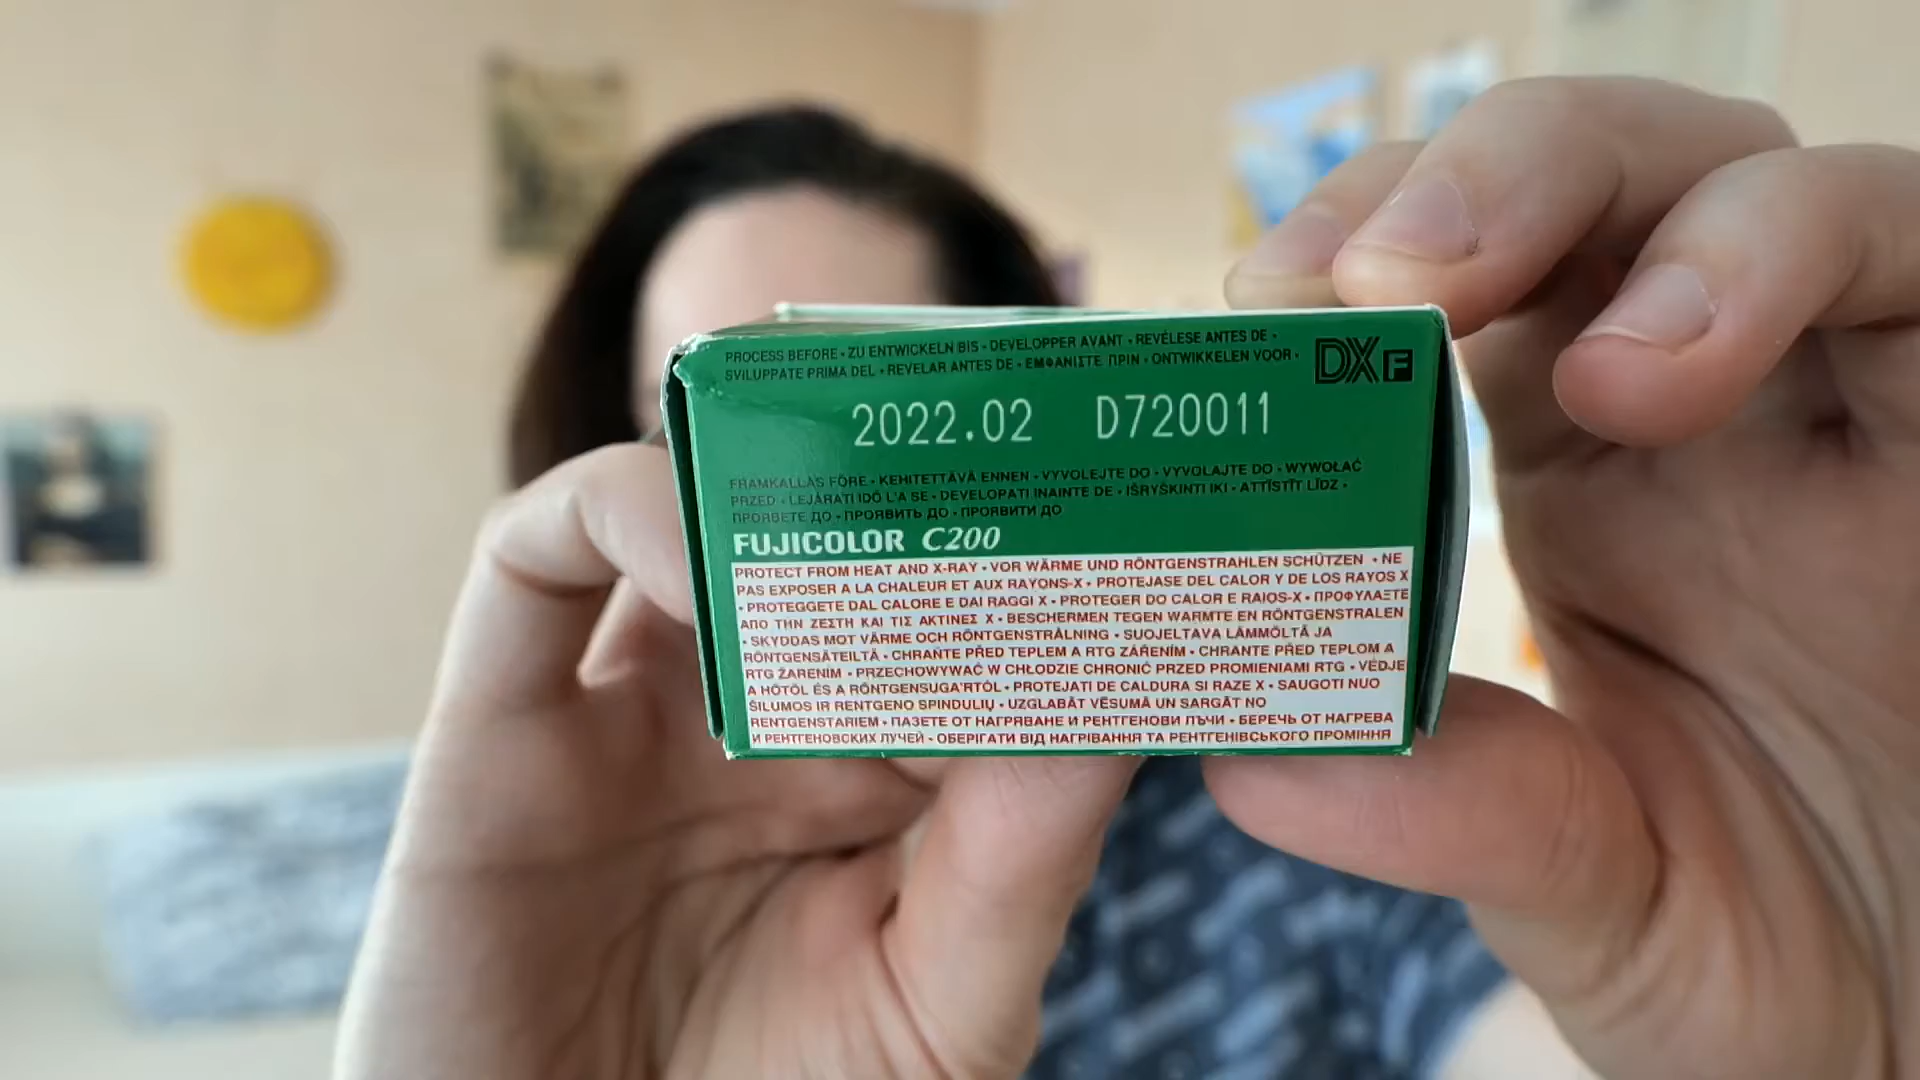 PROCESS BEFORE • ZU ENTWICKELN BIS • DEVELOPPER AVANT • REVÉLESE ANTES DE •
SVILUPPATE PRIMA DEL • REVELAR ANTES DE • ΕΜΦΑΝΙΣΤΕ ΠΡΙΝ • ONTWIKKELEN VOOR •
DX F
2022.02 D720011
FRAMKALLAS FÖRE • KEHITETTÄVÄ ENNEN • VYVOLEJTE DO • VYVOLAJTE DO • WYWOŁAĆ
PRZED • LEJÁRATI IDÖ L'A SE • DEVELOPATI INAINTE DE • IŠRYŠKINTI IKI • ATTĪSTĪT LĪDZ •
ПРОЯВЕТЕ ДО • ПРОЯВИТЬ ДО • ПРОЯВИТИ ДО
FUJICOLOR C200
PROTECT FROM HEAT AND X-RAY • VOR WÄRME UND RÖNTGENSTRAHLEN SCHÜTZEN • NE
PAS EXPOSER A LA CHALEUR ET AUX RAYONS-X • PROTEJASE DEL CALOR Y DE LOS RAYOS X
• PROTEGGETE DAL CALORE E DAI RAGGI X • PROTEGER DO CALOR E RAIOS-X • ΠΡΟΦΥΛΑΞΤΕ
ΑΠΟ ΤΗΝ ΖΕΣΤΗ ΚΑΙ ΤΙΣ ΑΚΤΙΝΕΣ Χ • BESCHERMEN TEGEN WARMTE EN RÖNTGENSTRALEN
• SKYDDAS MOT VÄRME OCH RÖNTGENSTRÅLNING • SUOJELTAVA LÄMMÖLTÄ JA
RÖNTGENSÄTEILTÄ • CHRAŇTE PŘED TEPLEM A RTG ZÁŘENÍM • CHRANTE PŘED TEPLOM A
RTG ŽARENIM • PRZECHOWYWAĆ W CHŁODZIE CHRONIĆ PRZED PROMIENIAMI RTG • VÉDJE
A HÖTÖL ÉS A RÖNTGENSUGA'RTÓL • PROTEJATI DE CALDURA SI RAZE X • SAUGOTI NUO
ŠILUMOS IR RENTGENO SPINDULIŲ • UZGLABĀT VĒSUMĀ UN SARGĀT NO
RENTGENSTARIEM • ПАЗЕТЕ ОТ НАГРЯВАНЕ И РЕНТГЕНОВИ ЛЪЧИ • БЕРЕЧЬ ОТ НАГРЕВА
И РЕНТГЕНОВСКИХ ЛУЧЕЙ • ОБЕРІГАТИ ВІД НАГРІВАННЯ ТА РЕНТГЕНІВСЬКОГО ПРОМІННЯ